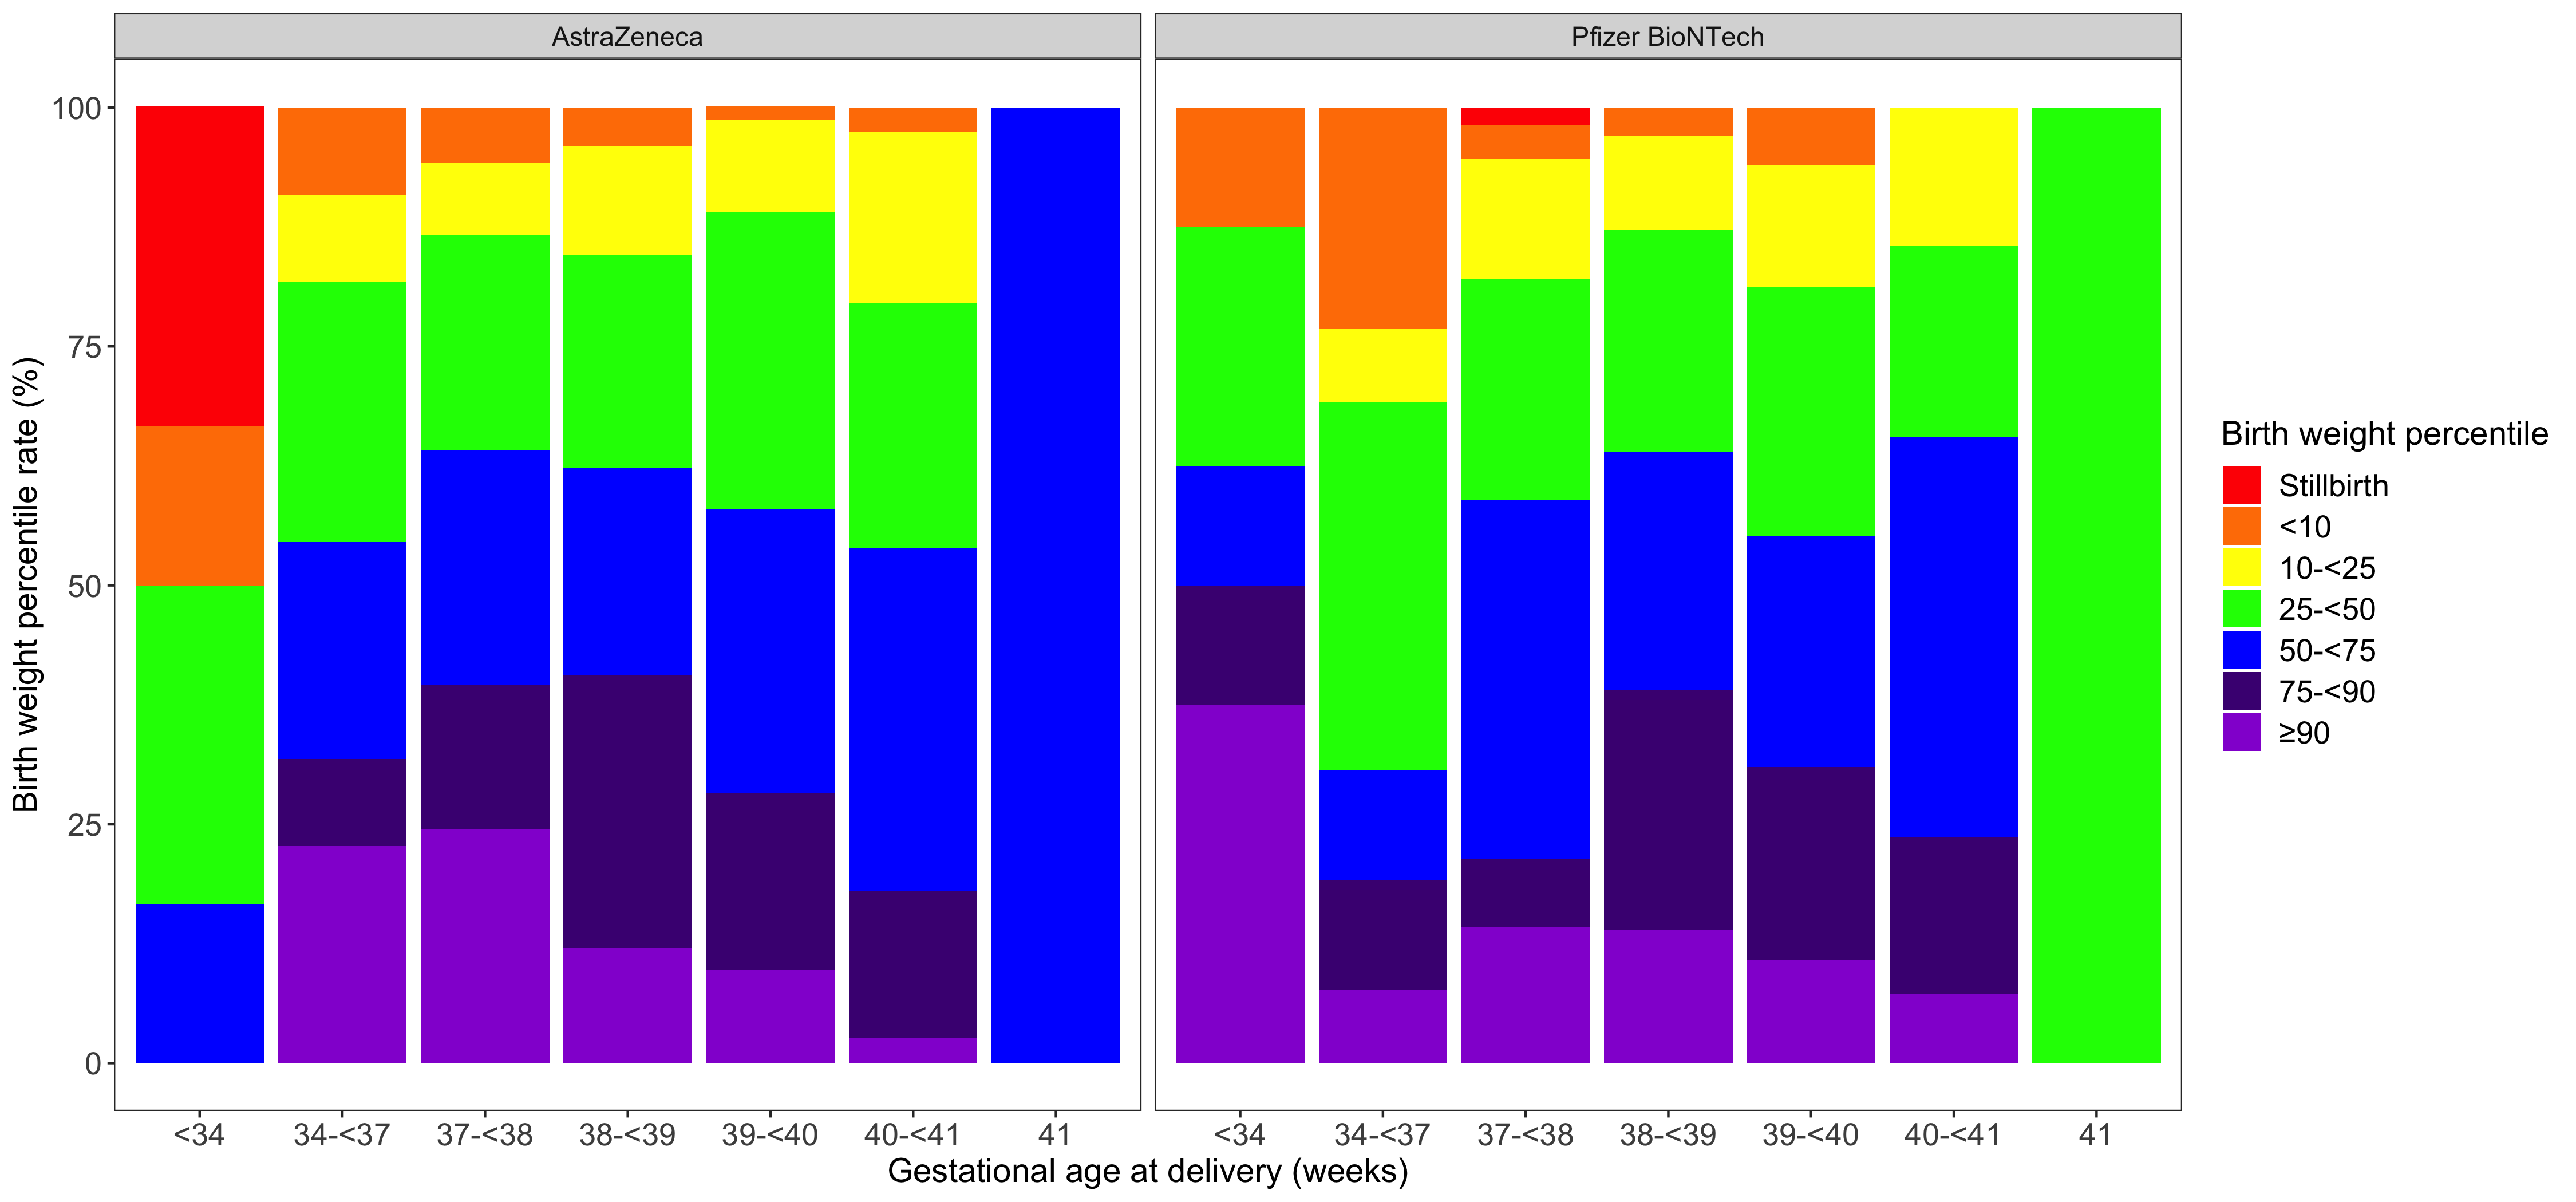 AstraZeneca
Pfizer BioNTech
Birth weight percentile rate (%)
100
75
50
25
0
<34 34-<37 37-<38 38-<39 39-<40 40-<41 41
<34 34-<37 37-<38 38-<39 39-<40 40-<41 41
Gestational age at delivery (weeks)
Birth weight percentile
Stillbirth
<10
10-<25
25-<50
50-<75
75-<90
≥90